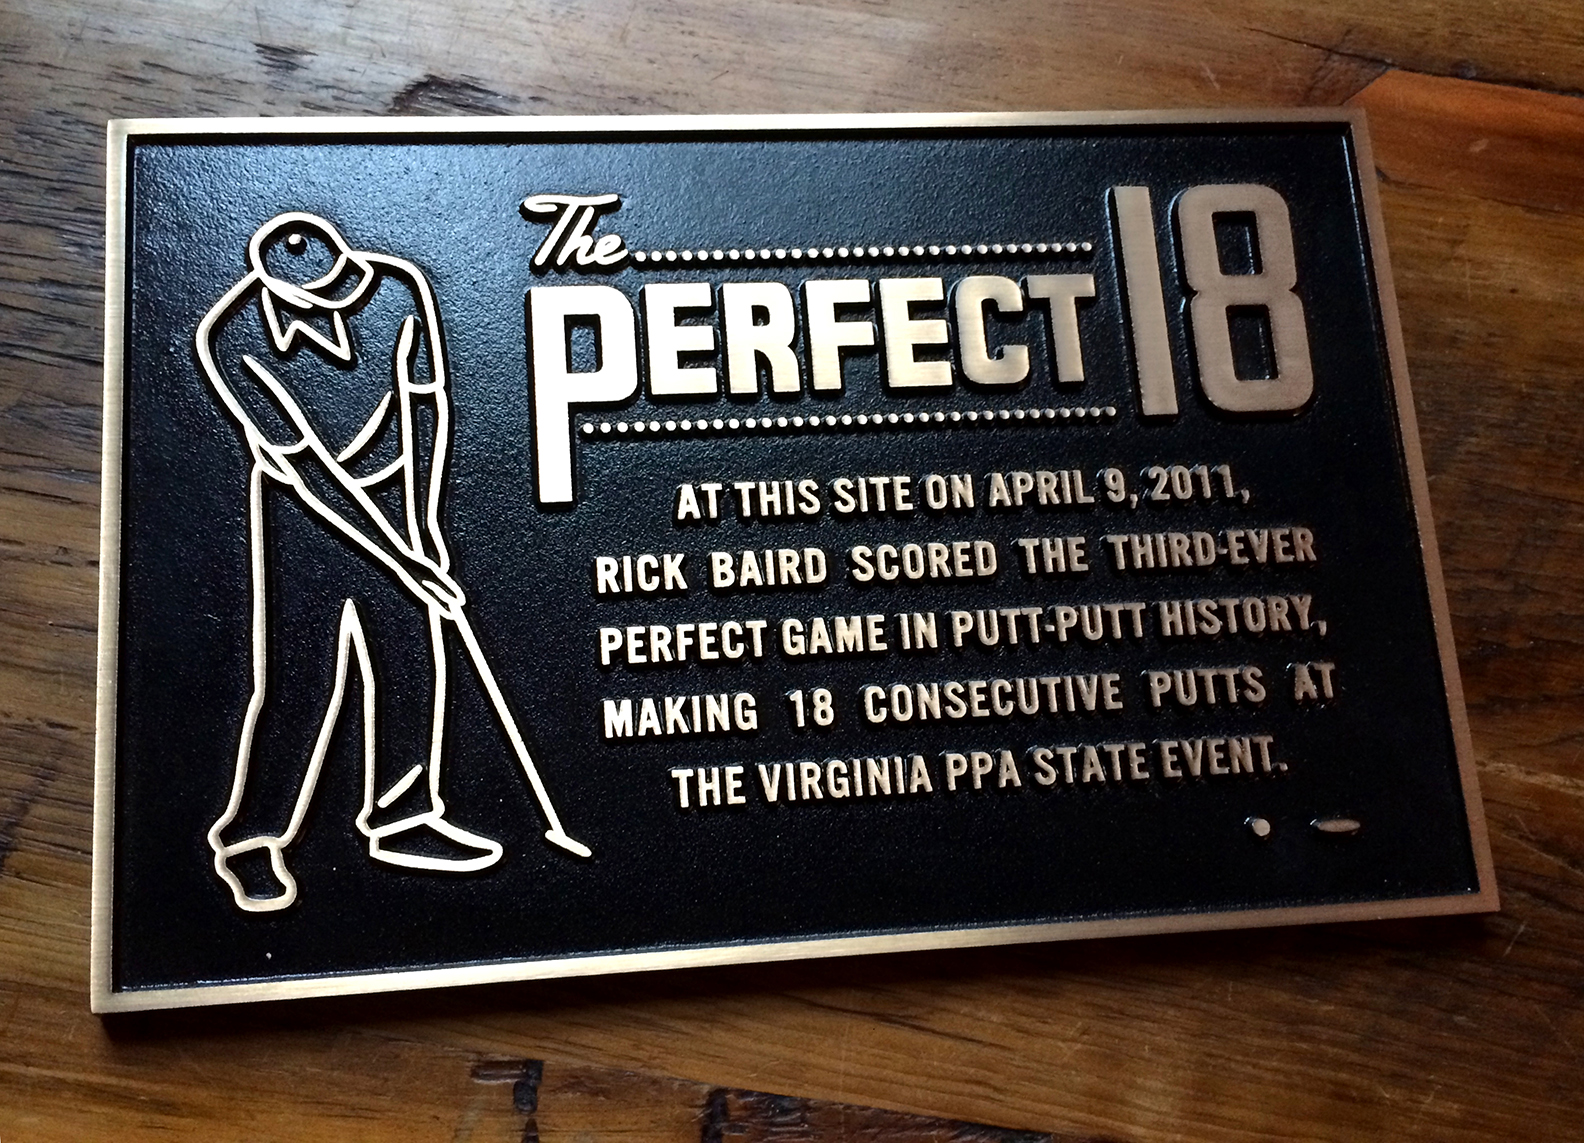 The
PERFECT 18
AT THIS SITE ON APRIL 9, 2011,
RICK BAIRD SCORED THE THIRD-EVER
PERFECT GAME IN PUTT-PUTT HISTORY,
MAKING 18 CONSECUTIVE PUTTS AT
THE VIRGINIA PPA STATE EVENT.